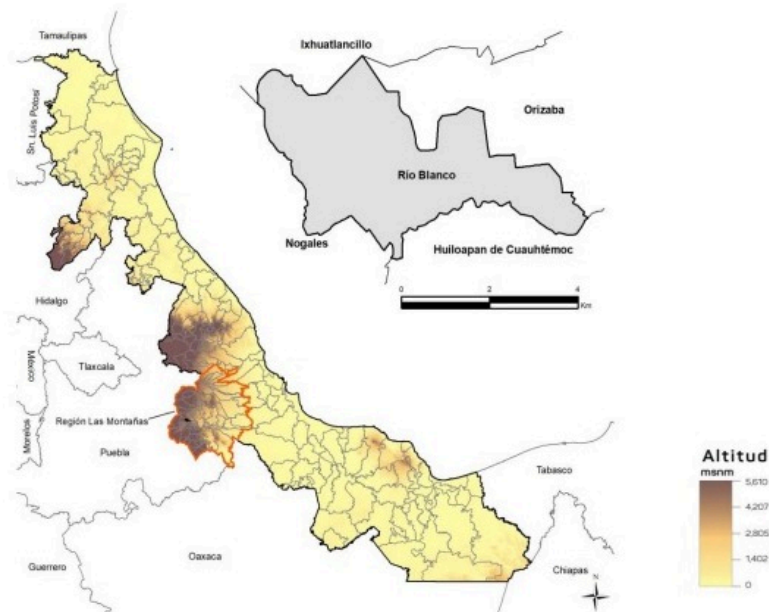 Tamaulipas
Sn. Luis Potosí
Hidalgo
México
Tlaxcala
Morelos
Región Las Montañas
Puebla
Guerrero
Oaxaca
Tabasco
Chiapas
N
Ixhuatlancillo
Orizaba
Río Blanco
Nogales
Huiloapan de Cuauhtémoc
0 2 4
Km
Altitud
msnm
5,610
4,207
2,805
1,402
0